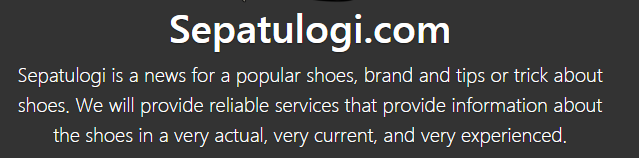 Sepatulogi.com
Sepatulogi is a news for a popular shoes, brand and tips or trick about
shoes. We will provide reliable services that provide information about
the shoes in a very actual, very current, and very experienced.